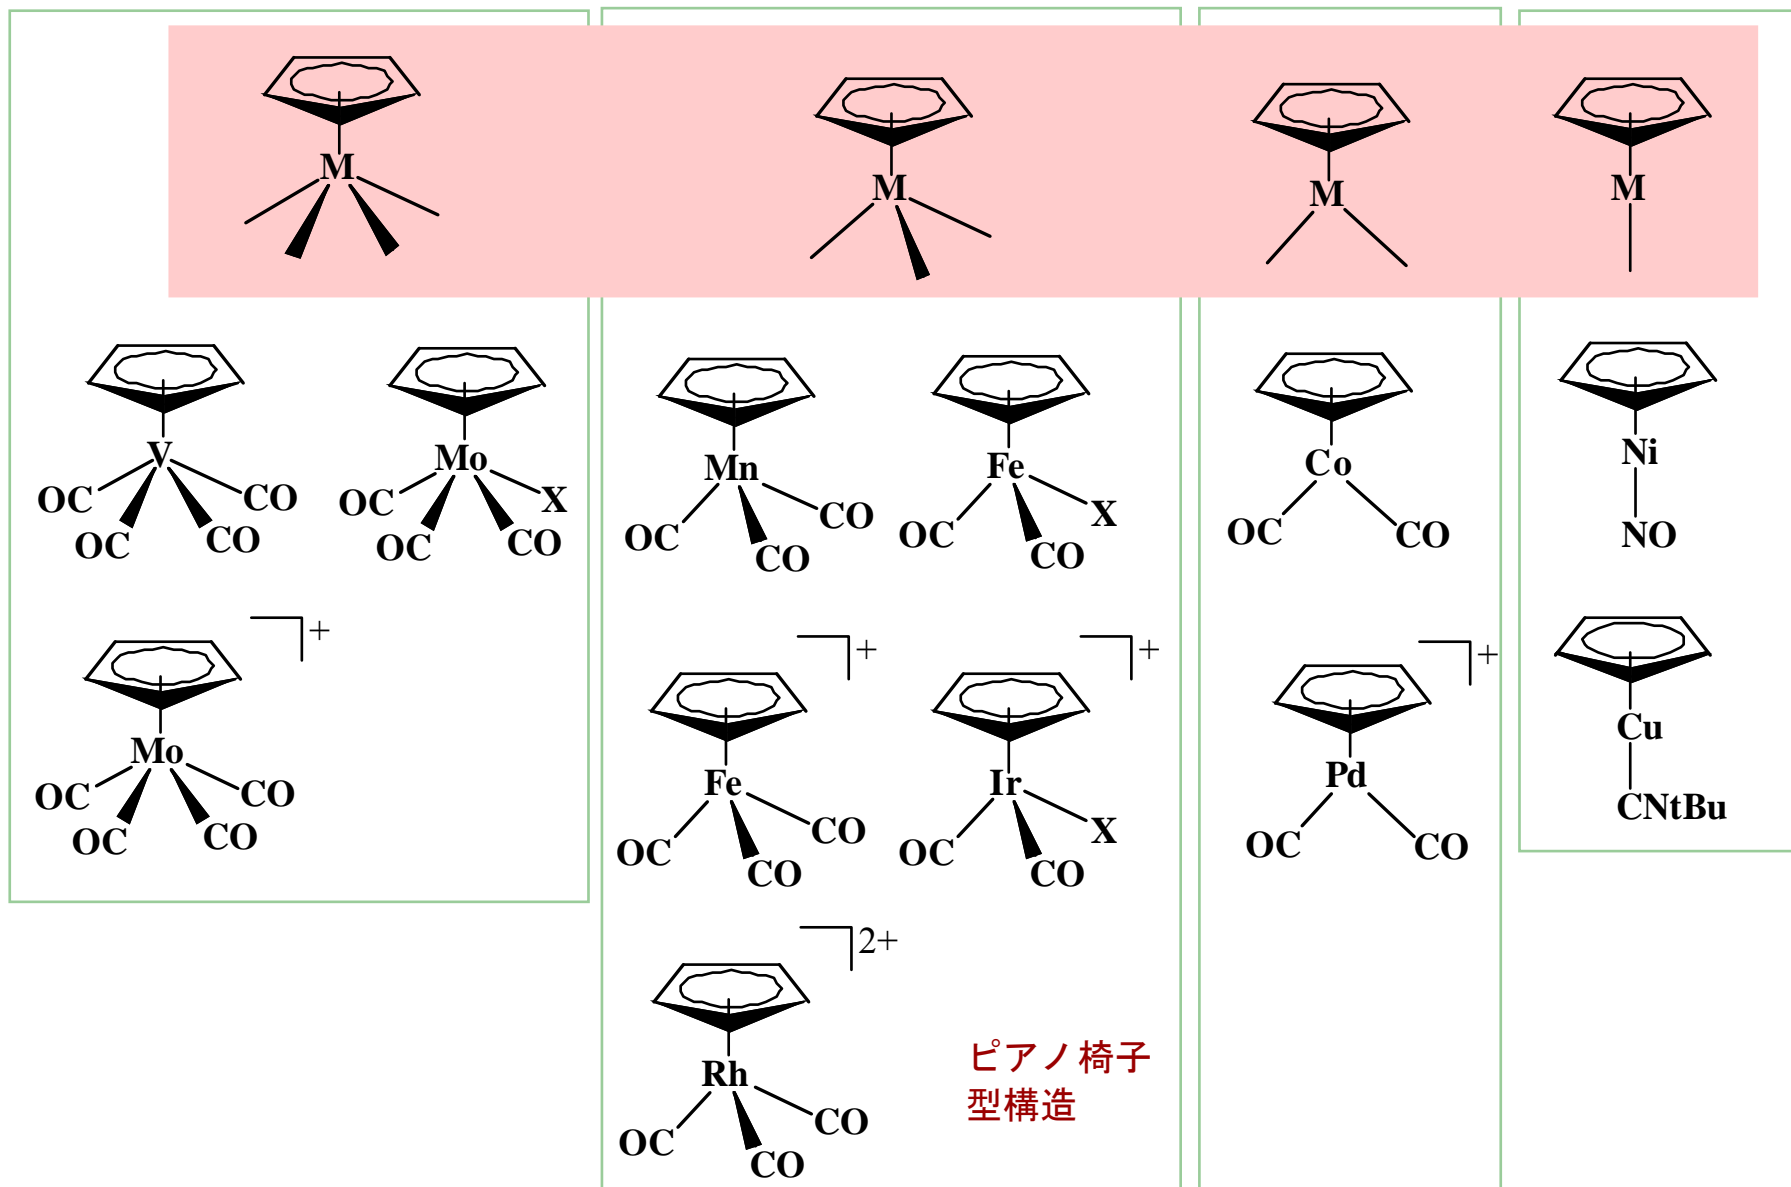 M M M M
V Mo Mn Fe Co Ni
OC CO OC X OC CO OC X OC CO NO
OC CO OC CO CO CO
+
Mo
OC CO
OC CO
+ + + Cu
Fe Ir Pd CNtBu
OC CO OC X OC CO
CO CO
2+
Rh
OC CO
CO
ピアノ椅子
型構造